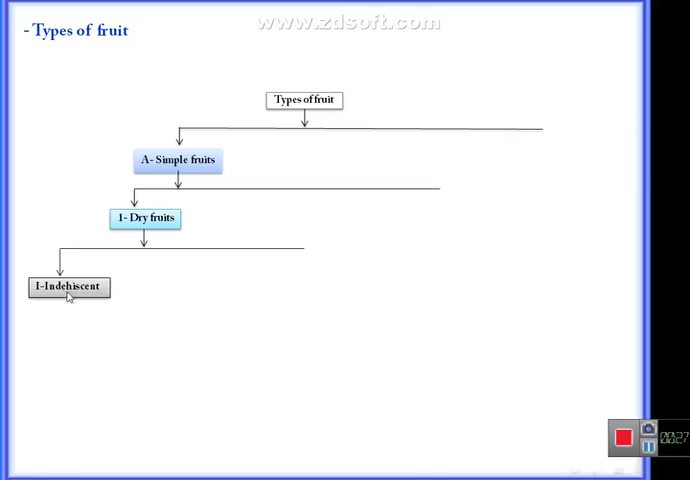 www.zdsoft.com
- Types of fruit
Types of fruit
A- Simple fruits
1- Dry fruits
I-Indehiscent
00:27